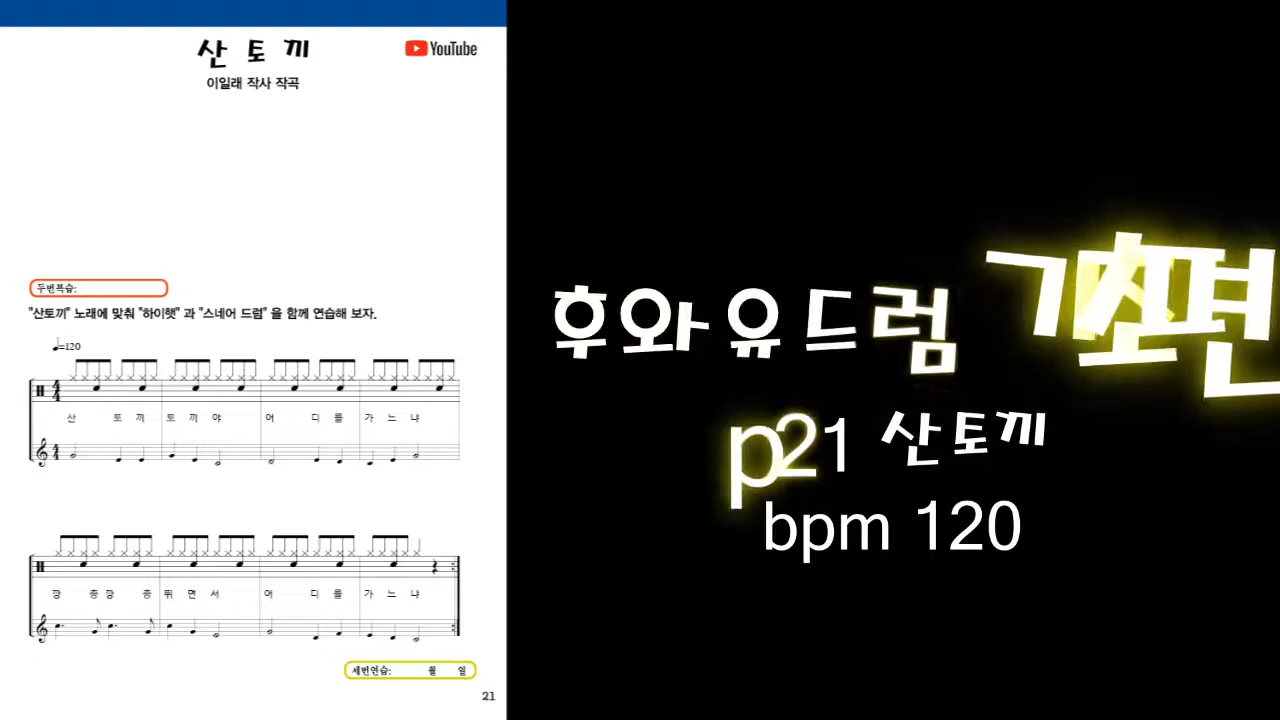 산 토 끼
YouTube
이일래 작사 작곡
두번복습:
"산토끼" 노래에 맞춰 "하이햇" 과 "스네어 드럼" 을 함께 연습해 보자.
=120
산 토 끼 토 끼 야 어 디 를 가 느 냐
깡 충 깡 충 뛰 면 서 어 디 를 가 느 냐
세번연습: 월 일
21
후와유드럼 기초편
p21 산토끼
bpm 120